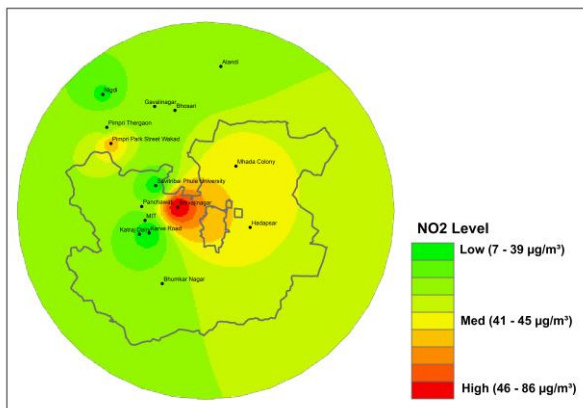 Alandi
Nigdi
Gavalinagar
Bhosari
Pimpri Thergaon
Pimpri Park Street Wakad
Mhada Colony
Savitribai Phule University
Panchawati
Shivajinagar
MIT
Karve Road
Hadapsar
Bhumkar Nagar
NO2 Level
Low (7 - 39 µg/m³)
Med (41 - 45 µg/m³)
High (46 - 86 µg/m³)